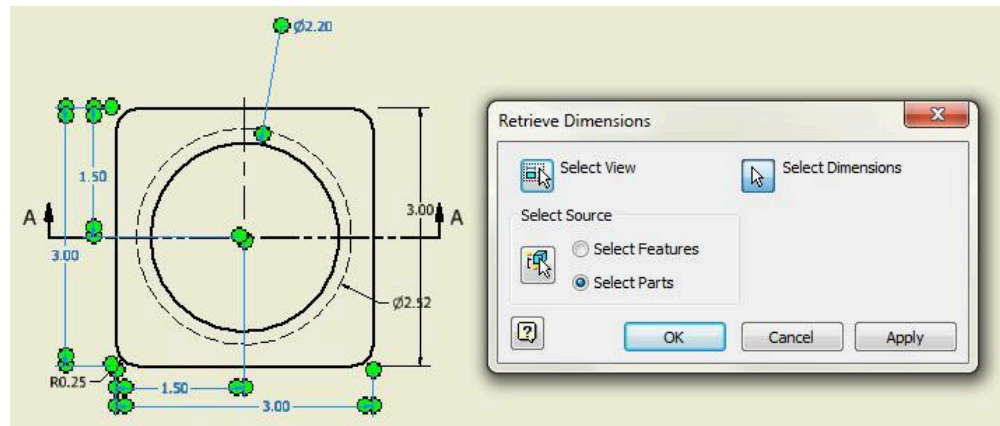 Ø2.20
1.50
3.00
A
A
3.00
Ø2.52
R0.25
1.50
3.00
Retrieve Dimensions
Select View
Select Dimensions
Select Source
Select Features
Select Parts
?
OK
Cancel
Apply